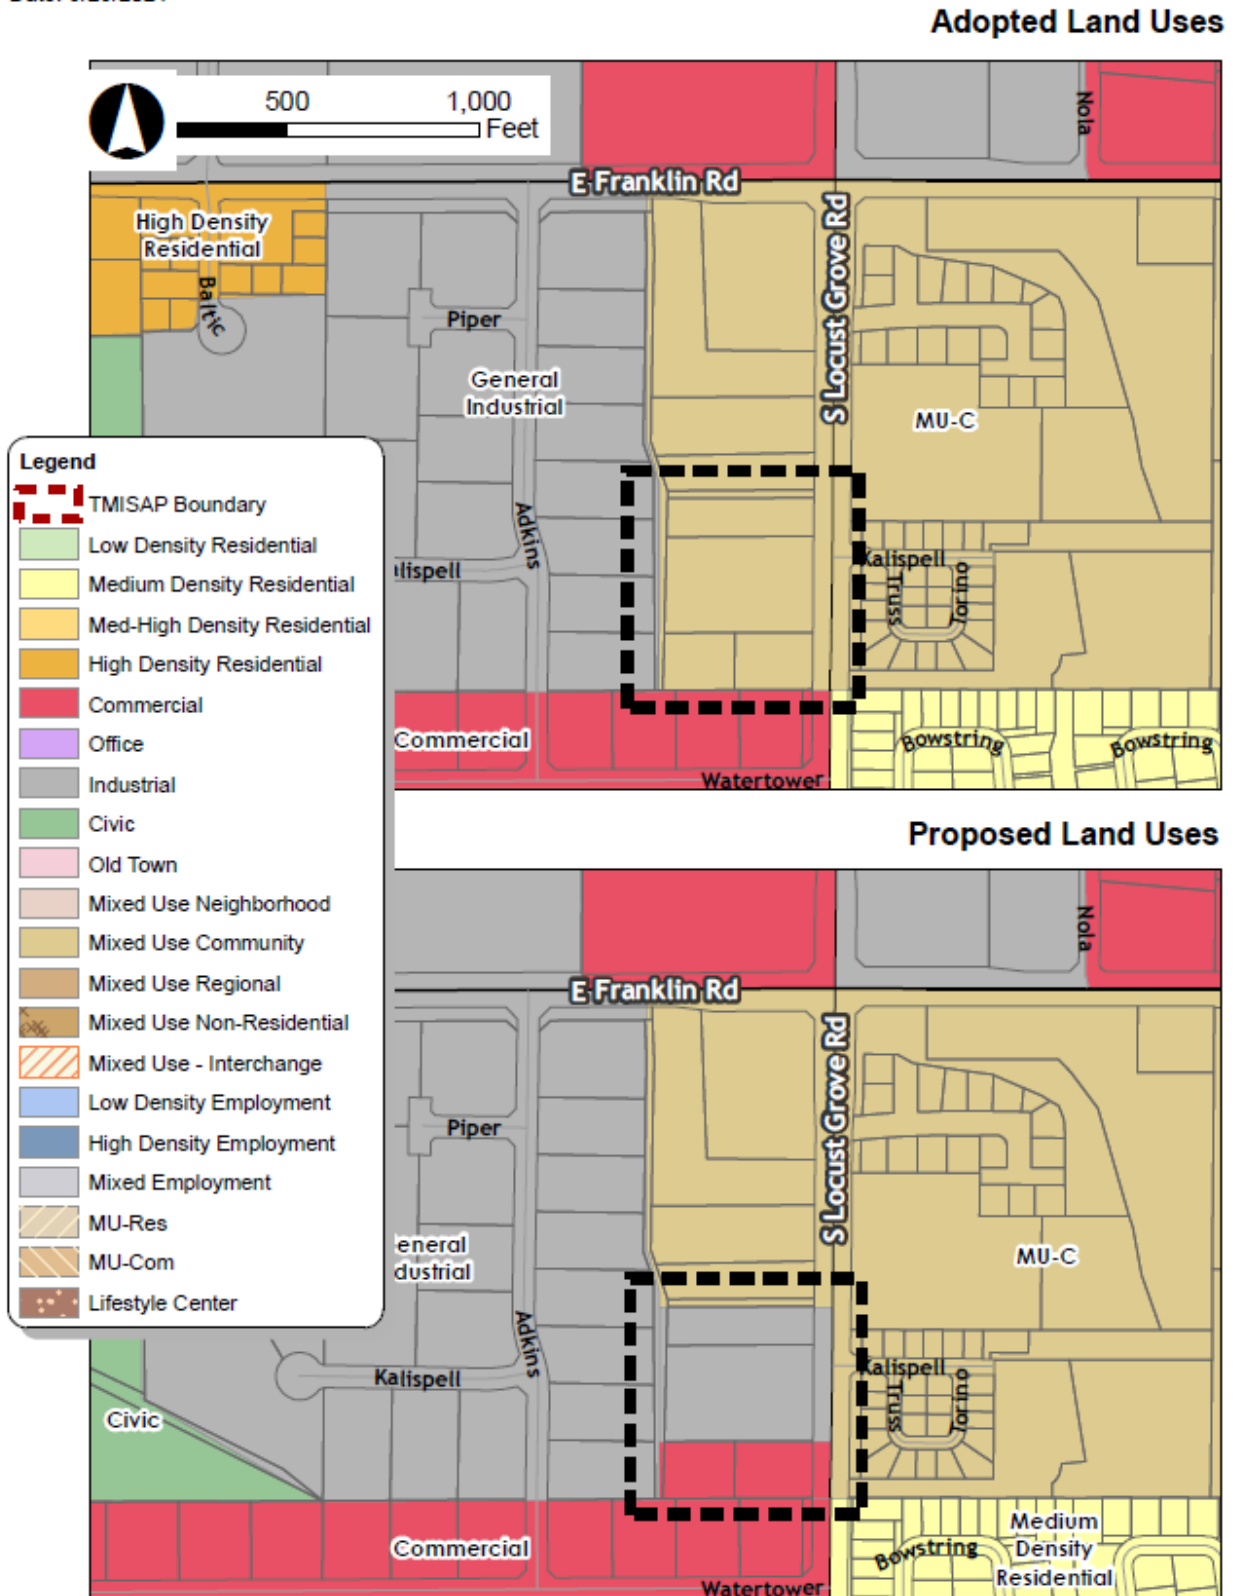 Adopted Land Uses
500 1,000
Feet
Nola
E Franklin Rd
High Density
Residential
Baltic
S Locust Grove Rd
Piper
General
Industrial
MU-C
Adkins
Kalispell
Truss
Torino
Commercial
Bowstring
Bowstring
Watertower
Legend
TMISAP Boundary
Low Density Residential
Medium Density Residential
Med-High Density Residential
High Density Residential
Commercial
Office
Industrial
Civic
Old Town
Mixed Use Neighborhood
Mixed Use Community
Mixed Use Regional
Mixed Use Non-Residential
Mixed Use - Interchange
Low Density Employment
High Density Employment
Mixed Employment
MU-Res
MU-Com
Lifestyle Center
Proposed Land Uses
Nola
E Franklin Rd
S Locust Grove Rd
Piper
eneral
dustrial
MU-C
Adkins
Kalispell
Kalispell
Truss
Torino
Civic
Commercial
Bowstring
Medium
Density
Residential
Watertower